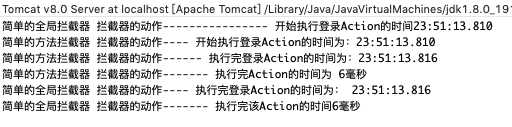 Tomcat v8.0 Server at localhost [Apache Tomcat] /Library/Java/JavaVirtualMachines/jdk1.8.0_19
简单的全局拦截器 拦截器的动作---------------- 开始执行登录Action的时间23:51:13.810
简单的方法拦截器 拦截器的动作---- 开始执行登录Action的时间为：23:51:13.810
简单的方法拦截器 拦截器的动作------ 执行完登录Action的时间为：23:51:13.816
简单的方法拦截器 拦截器的动作------- 执行完Action的时间为 6毫秒
简单的全局拦截器 拦截器的动作---- 执行完登录Action的时间为： 23:51:13.816
简单的全局拦截器 拦截器的动作------- 执行完该Action的时间6毫秒